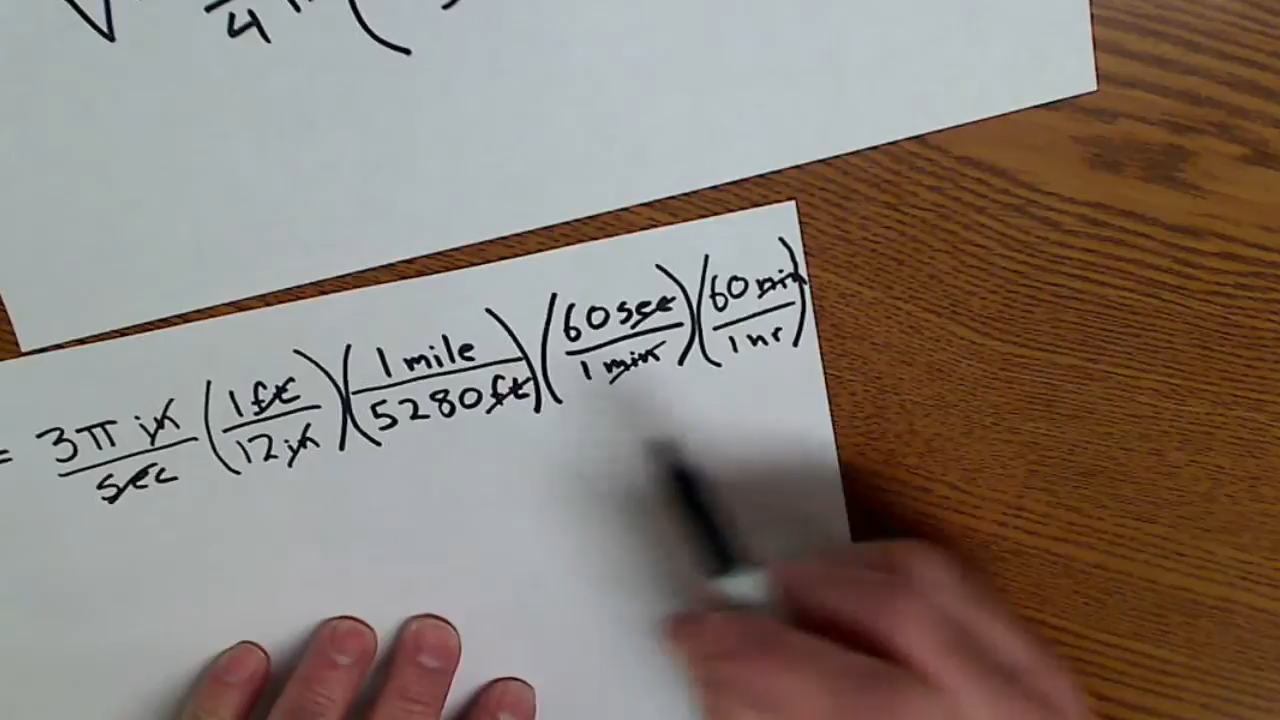 4
= 3π in/sec (1 ft/12 in)(1 mile/5280 ft)(60 sec/1 min)(60 min/1 hr)